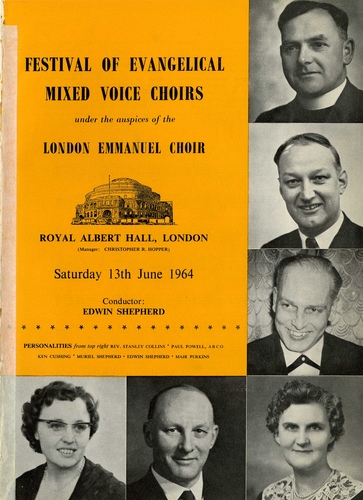 FESTIVAL OF EVANGELICAL
MIXED VOICE CHOIRS
under the auspices of the
LONDON EMMANUEL CHOIR
ROYAL ALBERT HALL, LONDON
(Manager: CHRISTOPHER R. HOPPER)
Saturday 13th June 1964
Conductor:
EDWIN SHEPHERD
PERSONALITIES from top right REV. STANLEY COLLINS * PAUL POWELL, ARCO
KEN CUSHING * MURIEL SHEPHERD · EDWIN SHEPHERD · MAIR PERKINS